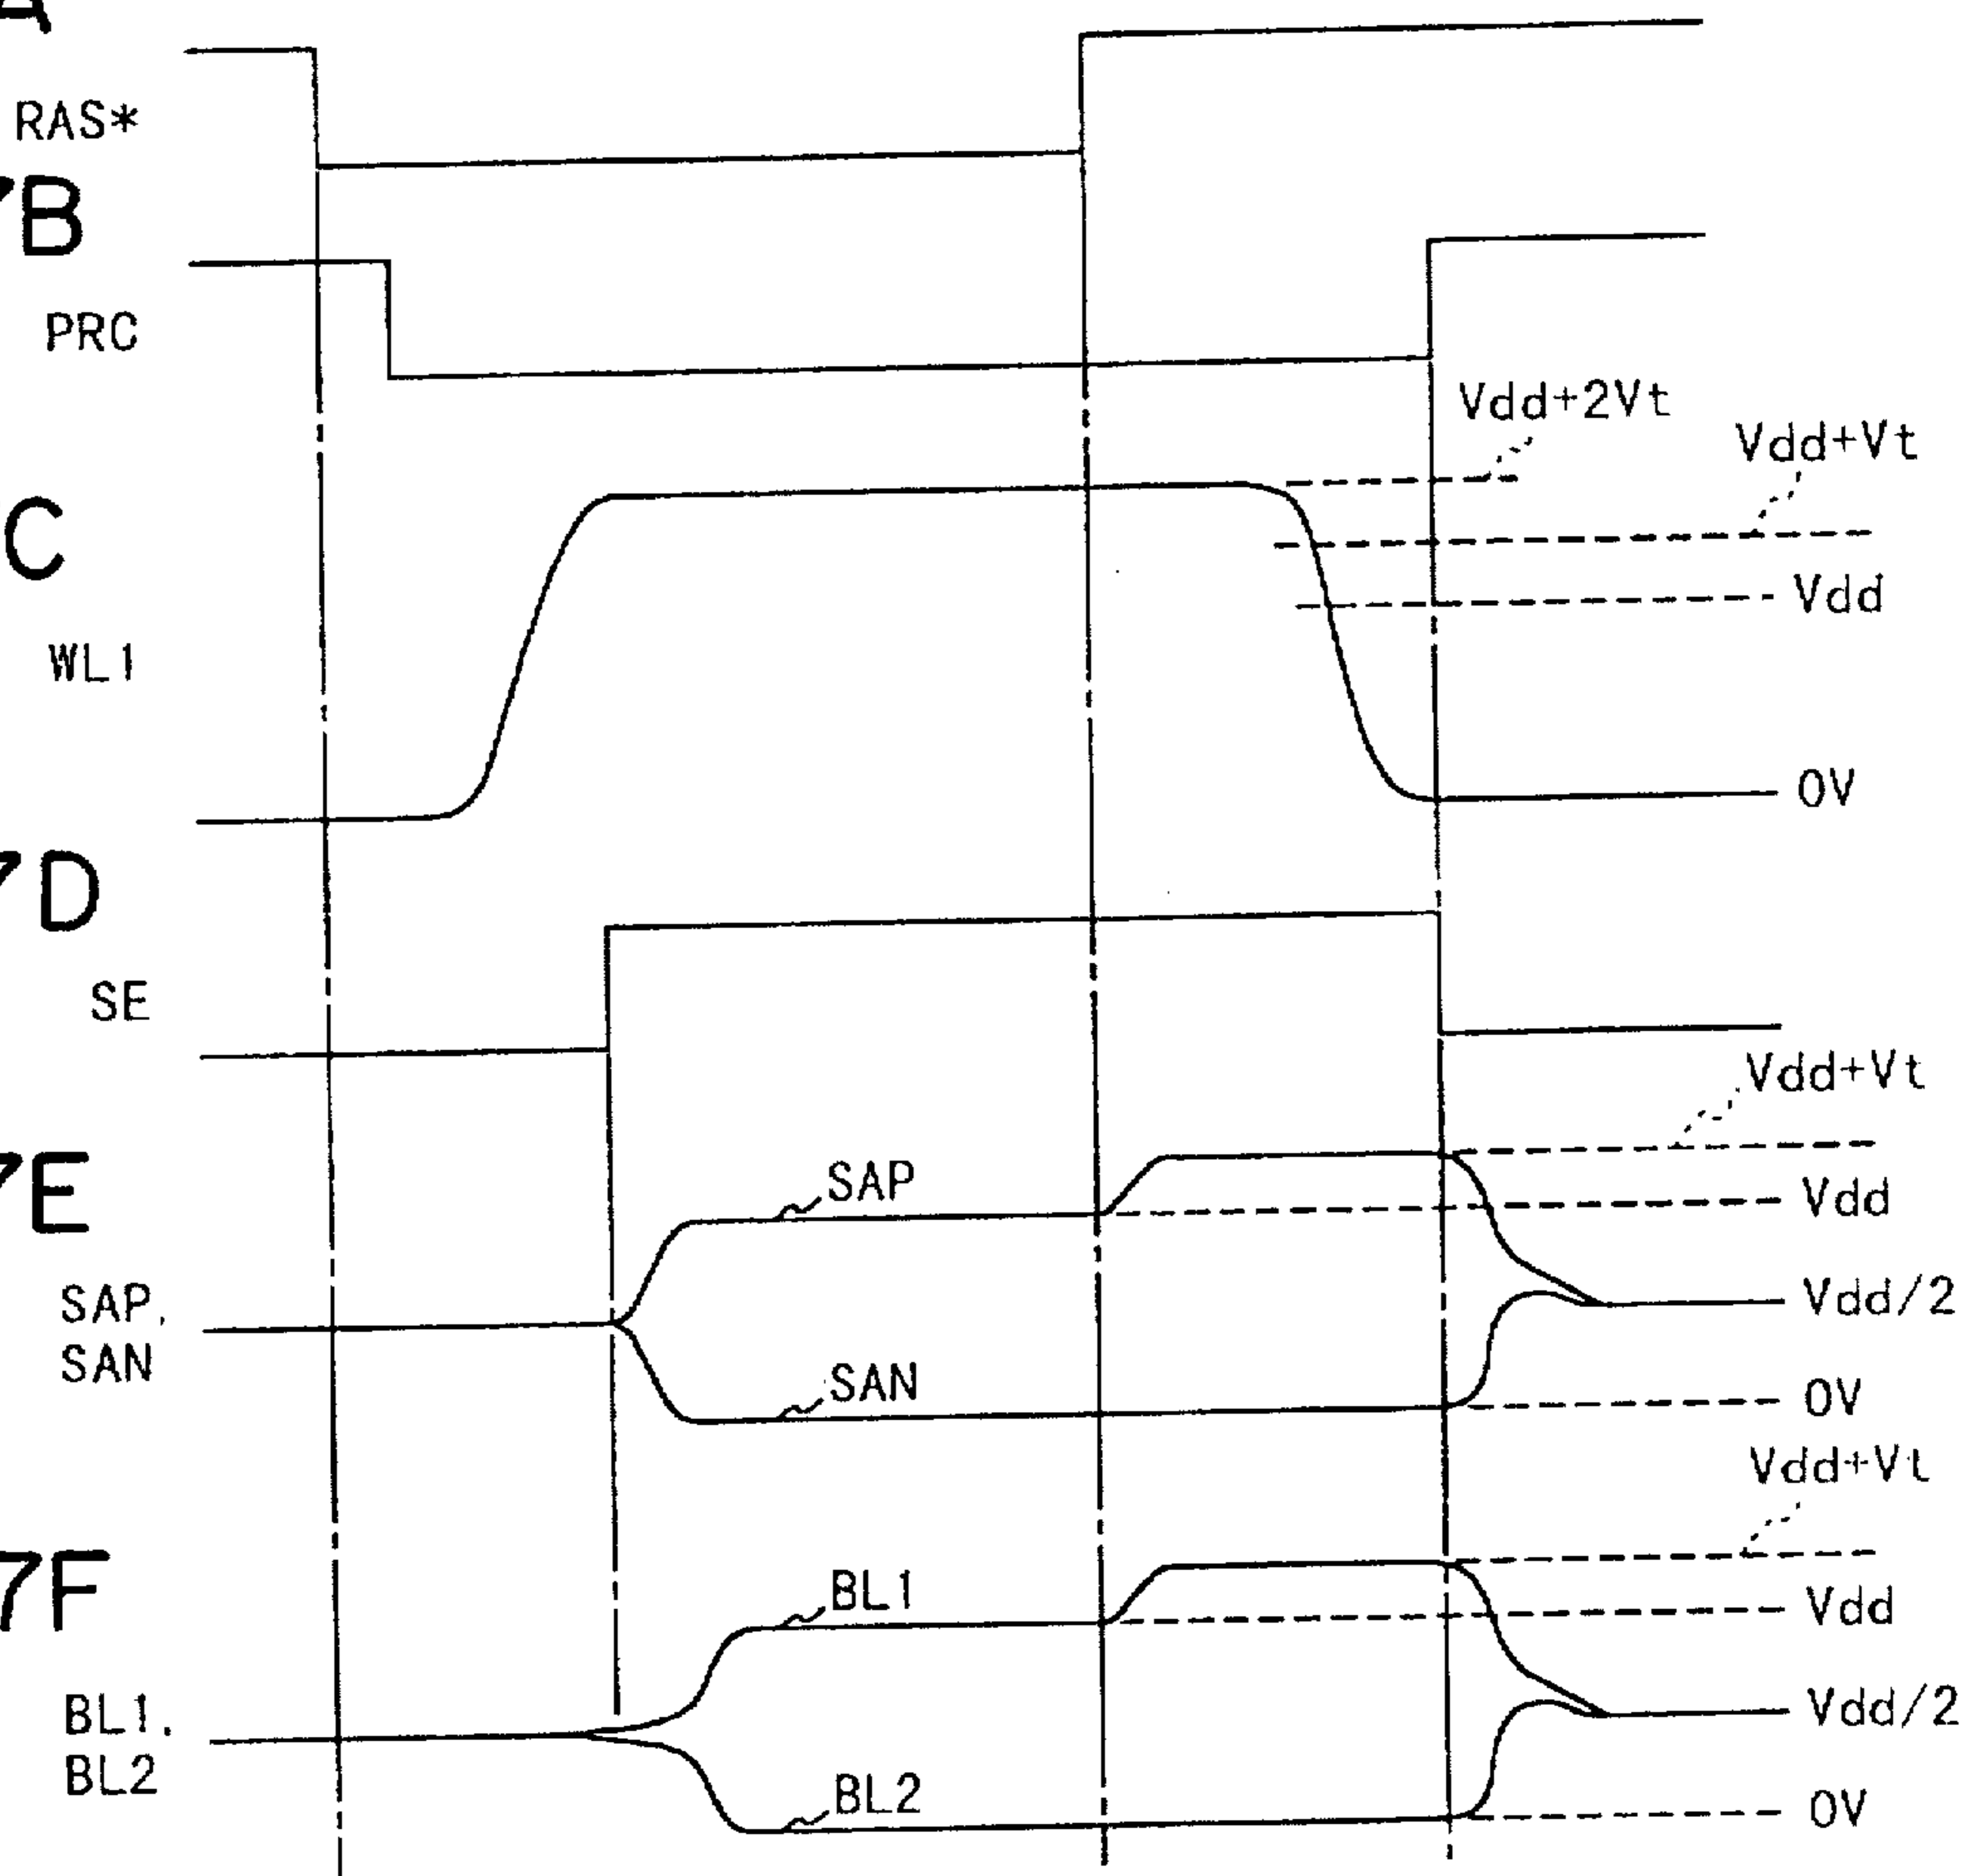 A
RAS*
7B
PRC
Vdd+2Vt
Vdd+Vt
C
Vdd
WL1
0V
7D
SE
Vdd+Vt
7E
SAP
Vdd
SAP,
SAN
Vdd/2
SAN
0V
Vdd+Vt
7F
BL1
Vdd
BL1,
BL2
Vdd/2
BL2
0V